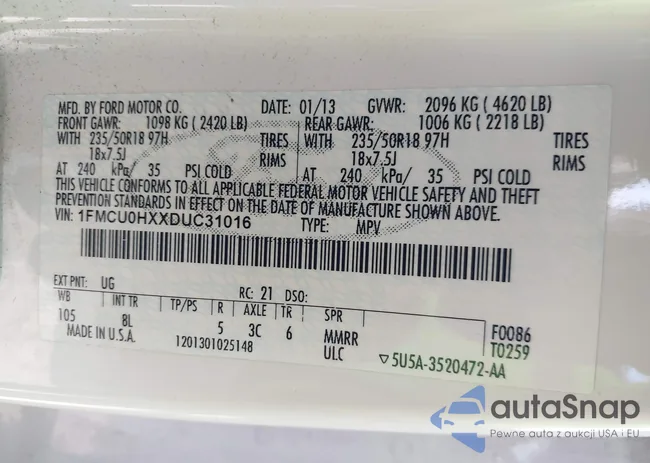 MFD. BY FORD MOTOR CO. DATE: 01/13 GVWR: 2096 KG ( 4620 LB)
FRONT GAWR: 1098 KG ( 2420 LB) REAR GAWR: 1006 KG ( 2218 LB)
WITH 235/50R18 97H TIRES WITH 235/50R18 97H TIRES
18x7.5J RIMS 18x7.5J RIMS
AT 240 kPa/ 35 PSI COLD AT 240 kPa/ 35 PSI COLD
THIS VEHICLE CONFORMS TO ALL APPLICABLE FEDERAL MOTOR VEHICLE SAFETY AND THEFT
PREVENTION STANDARDS IN EFFECT ON THE DATE OF MANUFACTURE SHOWN ABOVE.
VIN: 1FMCU0HXXDUC31016 TYPE: MPV
EXT PNT: UG RC: 21 DSO:
WB INT TR TP/PS R AXLE TR SPR
105 8L 5 3C 6 MMRR F0086
MADE IN U.S.A. 1201301025148 ULC T0259
▽5U5A-3520472-AA
autaSnap
Pewne auta z aukcji USA i EU